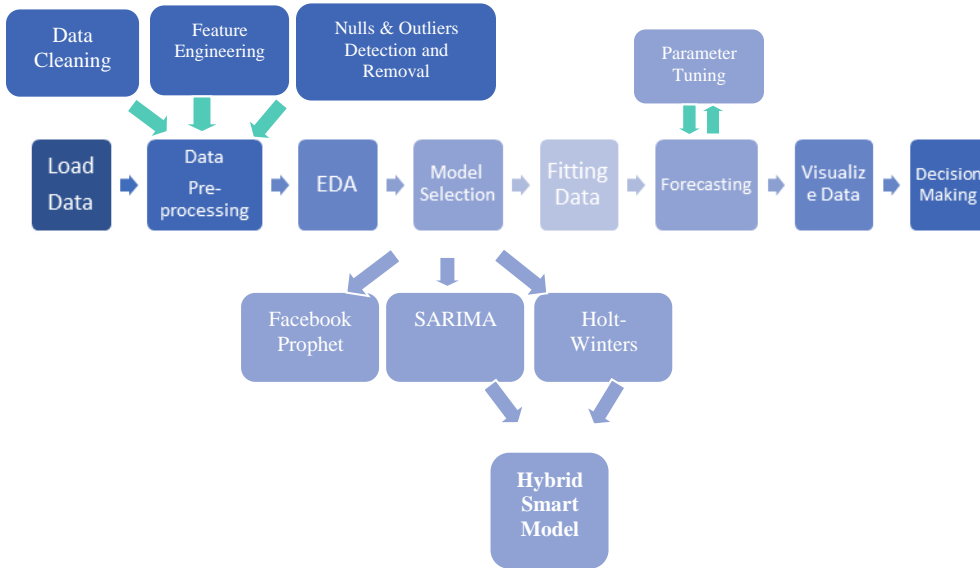 Data
Cleaning
Feature
Engineering
Nulls & Outliers
Detection and
Removal
Parameter
Tuning
Load
Data
Data
Pre-
processing
EDA
Model
Selection
Fitting
Data
Forecasting
Visualiz
e Data
Decision
Making
Facebook
Prophet
SARIMA
Holt-
Winters
Hybrid
Smart
Model